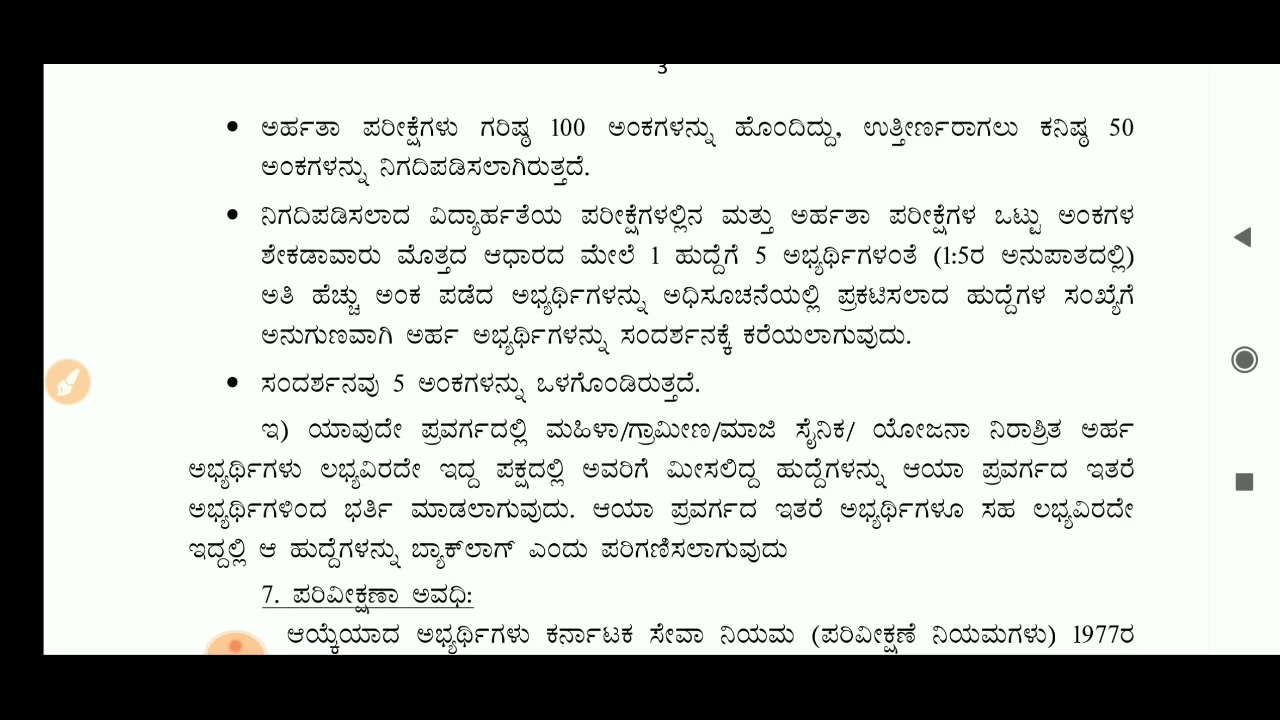 3
• ಅರ್ಹತಾ ಪರೀಕ್ಷೆಗಳು ಗರಿಷ್ಠ 100 ಅಂಕಗಳನ್ನು ಹೊಂದಿದ್ದು, ಉತ್ತೀರ್ಣರಾಗಲು ಕನಿಷ್ಠ 50
ಅಂಕಗಳನ್ನು ನಿಗದಿಪಡಿಸಲಾಗಿರುತ್ತದೆ.
• ನಿಗದಿಪಡಿಸಲಾದ ವಿದ್ಯಾರ್ಹತೆಯ ಪರೀಕ್ಷೆಗಳಲ್ಲಿನ ಮತ್ತು ಅರ್ಹತಾ ಪರೀಕ್ಷೆಗಳ ಒಟ್ಟು ಅಂಕಗಳ
ಶೇಕಡಾವಾರು ಮೊತ್ತದ ಆಧಾರದ ಮೇಲೆ 1 ಹುದ್ದೆಗೆ 5 ಅಭ್ಯರ್ಥಿಗಳಂತೆ (1:5ರ ಅನುಪಾತದಲ್ಲಿ)
ಅತಿ ಹೆಚ್ಚು ಅಂಕ ಪಡೆದ ಅಭ್ಯರ್ಥಿಗಳನ್ನು ಅಧಿಸೂಚನೆಯಲ್ಲಿ ಪ್ರಕಟಿಸಲಾದ ಹುದ್ದೆಗಳ ಸಂಖ್ಯೆಗೆ
ಅನುಗುಣವಾಗಿ ಅರ್ಹ ಅಭ್ಯರ್ಥಿಗಳನ್ನು ಸಂದರ್ಶನಕ್ಕೆ ಕರೆಯಲಾಗುವುದು.
• ಸಂದರ್ಶನವು 5 ಅಂಕಗಳನ್ನು ಒಳಗೊಂಡಿರುತ್ತದೆ.
ಇ) ಯಾವುದೇ ಪ್ರವರ್ಗದಲ್ಲಿ ಮಹಿಳಾ/ಗ್ರಾಮೀಣ/ಮಾಜಿ ಸೈನಿಕ/ ಯೋಜನಾ ನಿರಾಶ್ರಿತ ಅರ್ಹ
ಅಭ್ಯರ್ಥಿಗಳು ಲಭ್ಯವಿರದೇ ಇದ್ದ ಪಕ್ಷದಲ್ಲಿ ಅವರಿಗೆ ಮೀಸಲಿದ್ದ ಹುದ್ದೆಗಳನ್ನು ಆಯಾ ಪ್ರವರ್ಗದ ಇತರೆ
ಅಭ್ಯರ್ಥಿಗಳಿಂದ ಭರ್ತಿ ಮಾಡಲಾಗುವುದು. ಆಯಾ ಪ್ರವರ್ಗದ ಇತರೆ ಅಭ್ಯರ್ಥಿಗಳೂ ಸಹ ಲಭ್ಯವಿರದೇ
ಇದ್ದಲ್ಲಿ ಆ ಹುದ್ದೆಗಳನ್ನು ಬ್ಯಾಕ್‌ಲಾಗ್ ಎಂದು ಪರಿಗಣಿಸಲಾಗುವುದು
7. ಪರಿವೀಕ್ಷಣಾ ಅವಧಿ:
ಆಯ್ಕೆಯಾದ ಅಭ್ಯರ್ಥಿಗಳು ಕರ್ನಾಟಕ ಸೇವಾ ನಿಯಮ (ಪರಿವೀಕ್ಷಣೆ ನಿಯಮಗಳು) 1977ರ